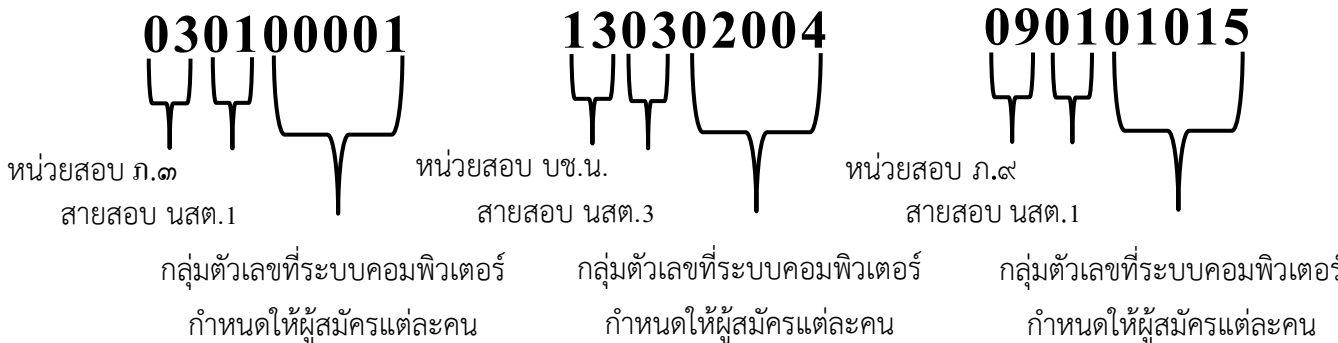 030100001 130302004 090101015
หน่วยสอบ ภ.๓ หน่วยสอบ บช.น. หน่วยสอบ ภ.๙
สายสอบ นสต.1 สายสอบ นสต.3 สายสอบ นสต.1
กลุ่มตัวเลขที่ระบบคอมพิวเตอร์ กลุ่มตัวเลขที่ระบบคอมพิวเตอร์ กลุ่มตัวเลขที่ระบบคอมพิวเตอร์
กำหนดให้ผู้สมัครแต่ละคน กำหนดให้ผู้สมัครแต่ละคน กำหนดให้ผู้สมัครแต่ละคน